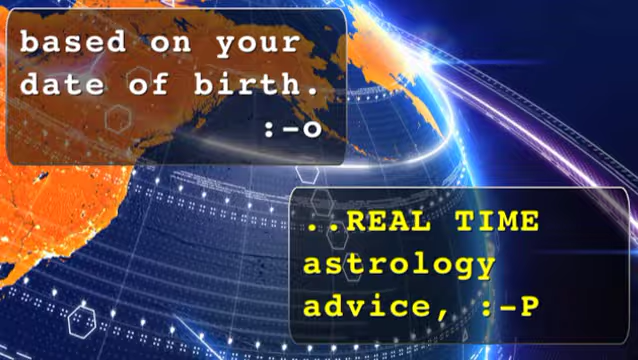 based on your
date of birth.
:-o
..REAL TIME
astrology
advice, :-P